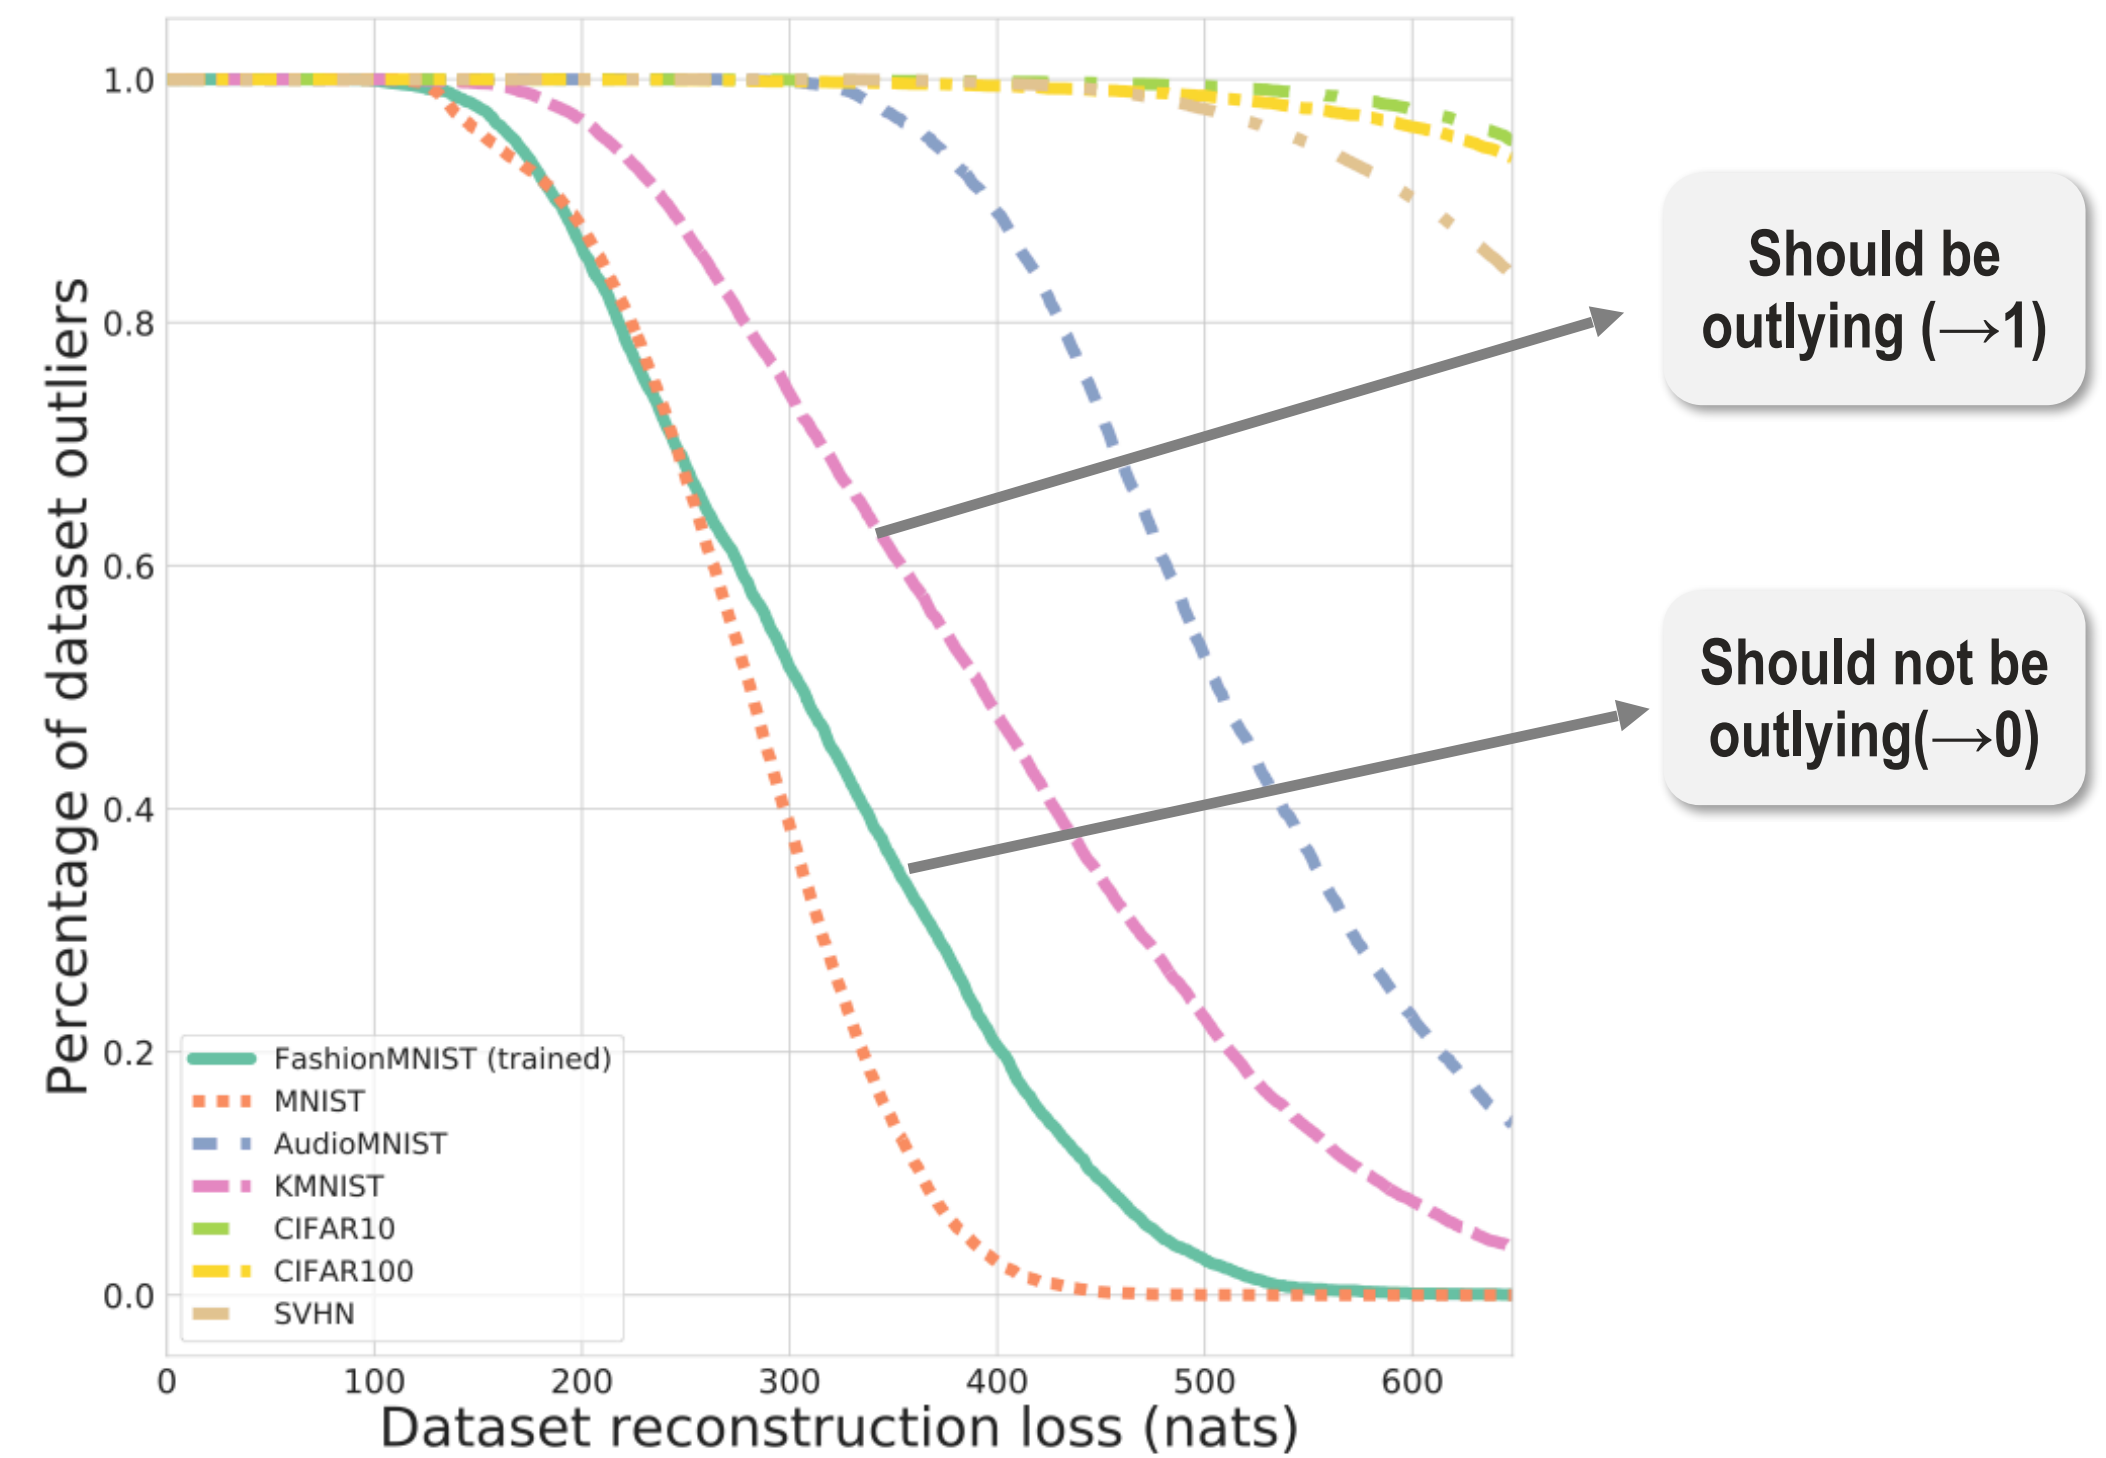 Percentage of dataset outliers
1.0
0.8
0.6
0.4
0.2
0.0
FashionMNIST (trained)
MNIST
AudioMNIST
KMNIST
CIFAR10
CIFAR100
SVHN
0 100 200 300 400 500 600
Dataset reconstruction loss (nats)
Should be
outlying (→1)
Should not be
outlying(→0)